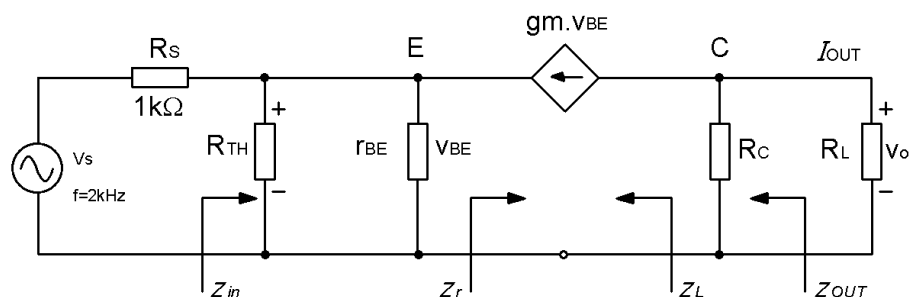 gm.vBE
RS
E
C
IOUT
1kΩ
+
+
RTH
rBE
vBE
RC
RL
vo
Vs
f=2kHz
−
−
Zin
Zr
ZL
ZOUT